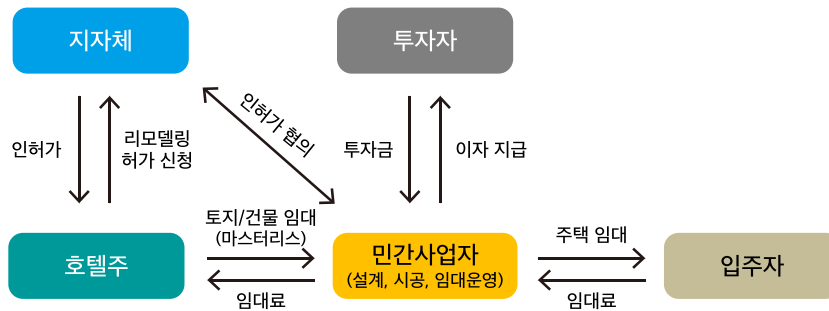 지자체
투자자
인허가
리모델링
허가 신청
인허가 협의
투자금
이자 지급
호텔주
토지/건물 임대
(마스터리스)
임대료
민간사업자
(설계, 시공, 임대운영)
주택 임대
임대료
입주자